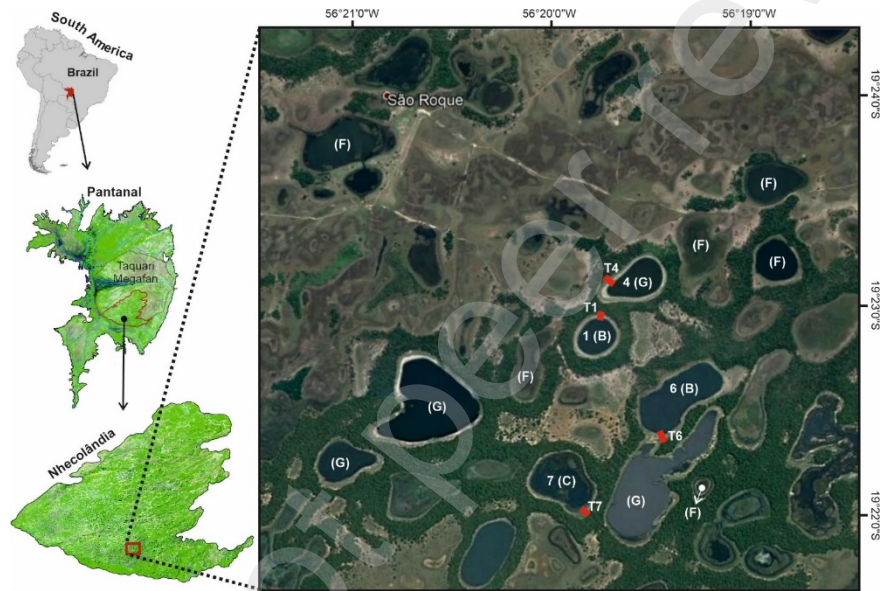 56°21'0"W
56°20'0"W
56°19'0"W
South America
Brazil
São Roque
19°24'0"S
(F)
(F)
Pantanal
(F)
(F)
Taquari
Megafan
T4
4 (G)
T1
19°23'0"S
1 (B)
(F)
6 (B)
(G)
Nhecolândia
T6
(G)
7 (C)
(G)
T7
(F)
19°22'0"S
peer